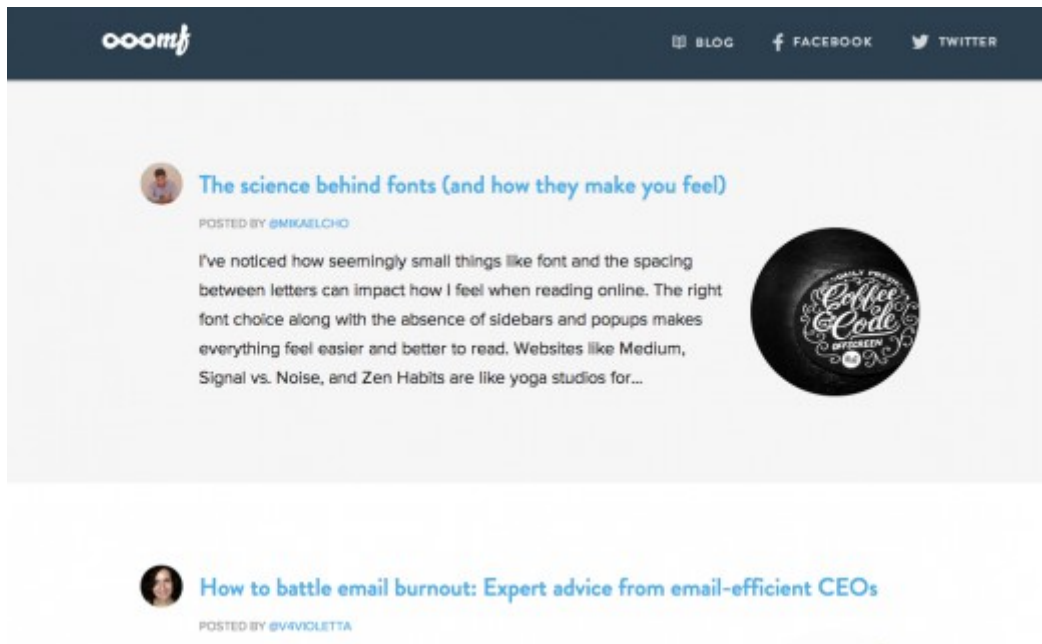 ooomf
BLOG FACEBOOK TWITTER
The science behind fonts (and how they make you feel)
POSTED BY @MIKAELCHO
I've noticed how seemingly small things like font and the spacing
between letters can impact how I feel when reading online. The right
font choice along with the absence of sidebars and popups makes
everything feel easier and better to read. Websites like Medium,
Signal vs. Noise, and Zen Habits are like yoga studios for...
DAILY FRESH
Coffee
& Code
OFFSCREEN
How to battle email burnout: Expert advice from email-efficient CEOs
POSTED BY @V4VIOLETTA